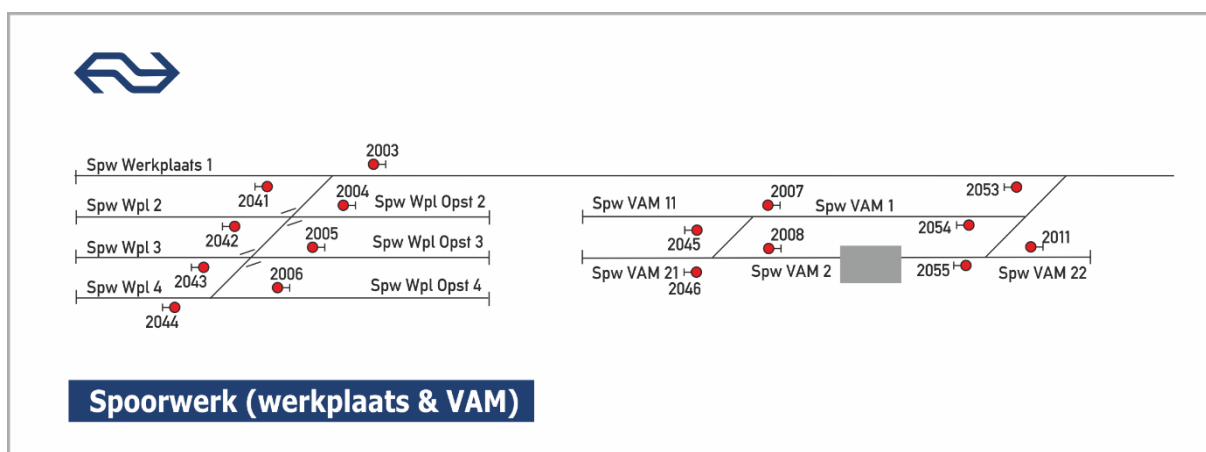 2003
Spw Werkplaats 1
2053
2041
2004
2007
Spw Wpl 2
Spw Wpl Opst 2
Spw VAM 11
Spw VAM 1
2042
2005
2045
2008
2054
2011
Spw Wpl 3
Spw Wpl Opst 3
2043
2006
Spw VAM 21
Spw VAM 2
2055
Spw VAM 22
2046
Spw Wpl 4
Spw Wpl Opst 4
2044
Spoorwerk (werkplaats & VAM)